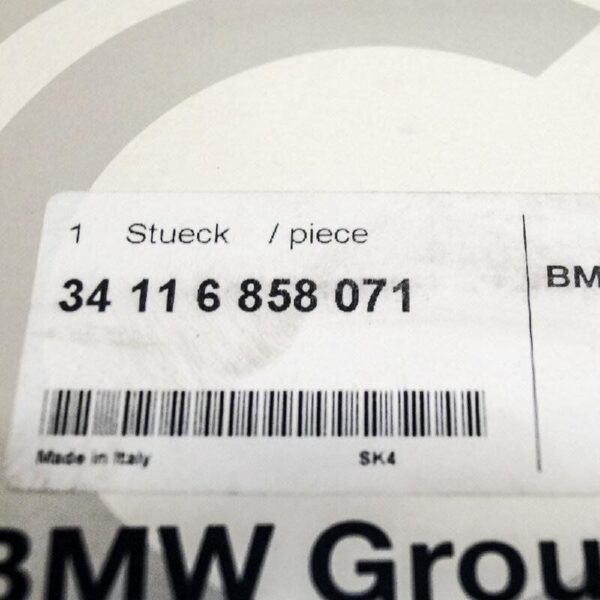 1 Stueck / piece
34 11 6 858 071
BM
Made in Italy SK4
BMW Grou